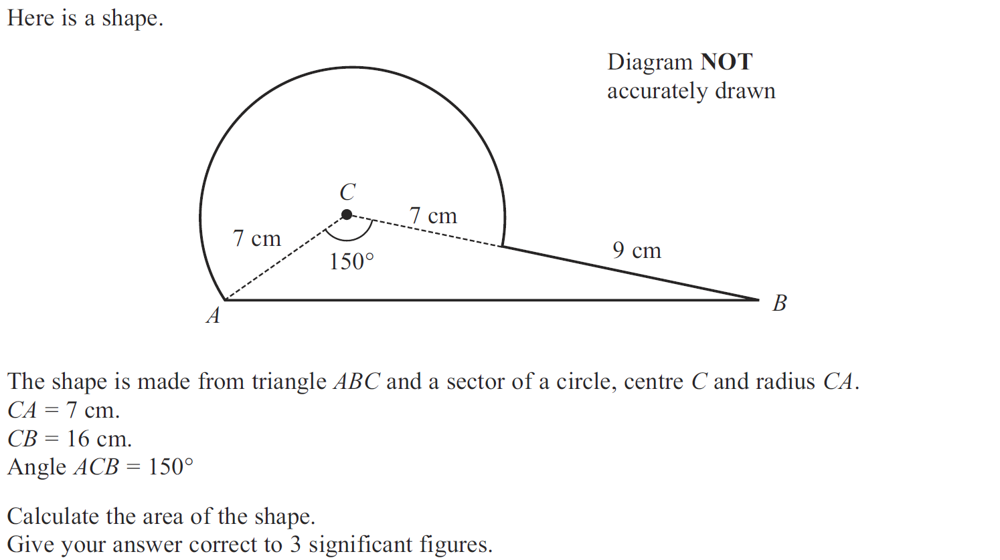 Here is a shape.
Diagram NOT
accurately drawn
C
7 cm
7 cm
9 cm
150°
B
A
The shape is made from triangle ABC and a sector of a circle, centre C and radius CA.
CA = 7 cm.
CB = 16 cm.
Angle ACB = 150°
Calculate the area of the shape.
Give your answer correct to 3 significant figures.